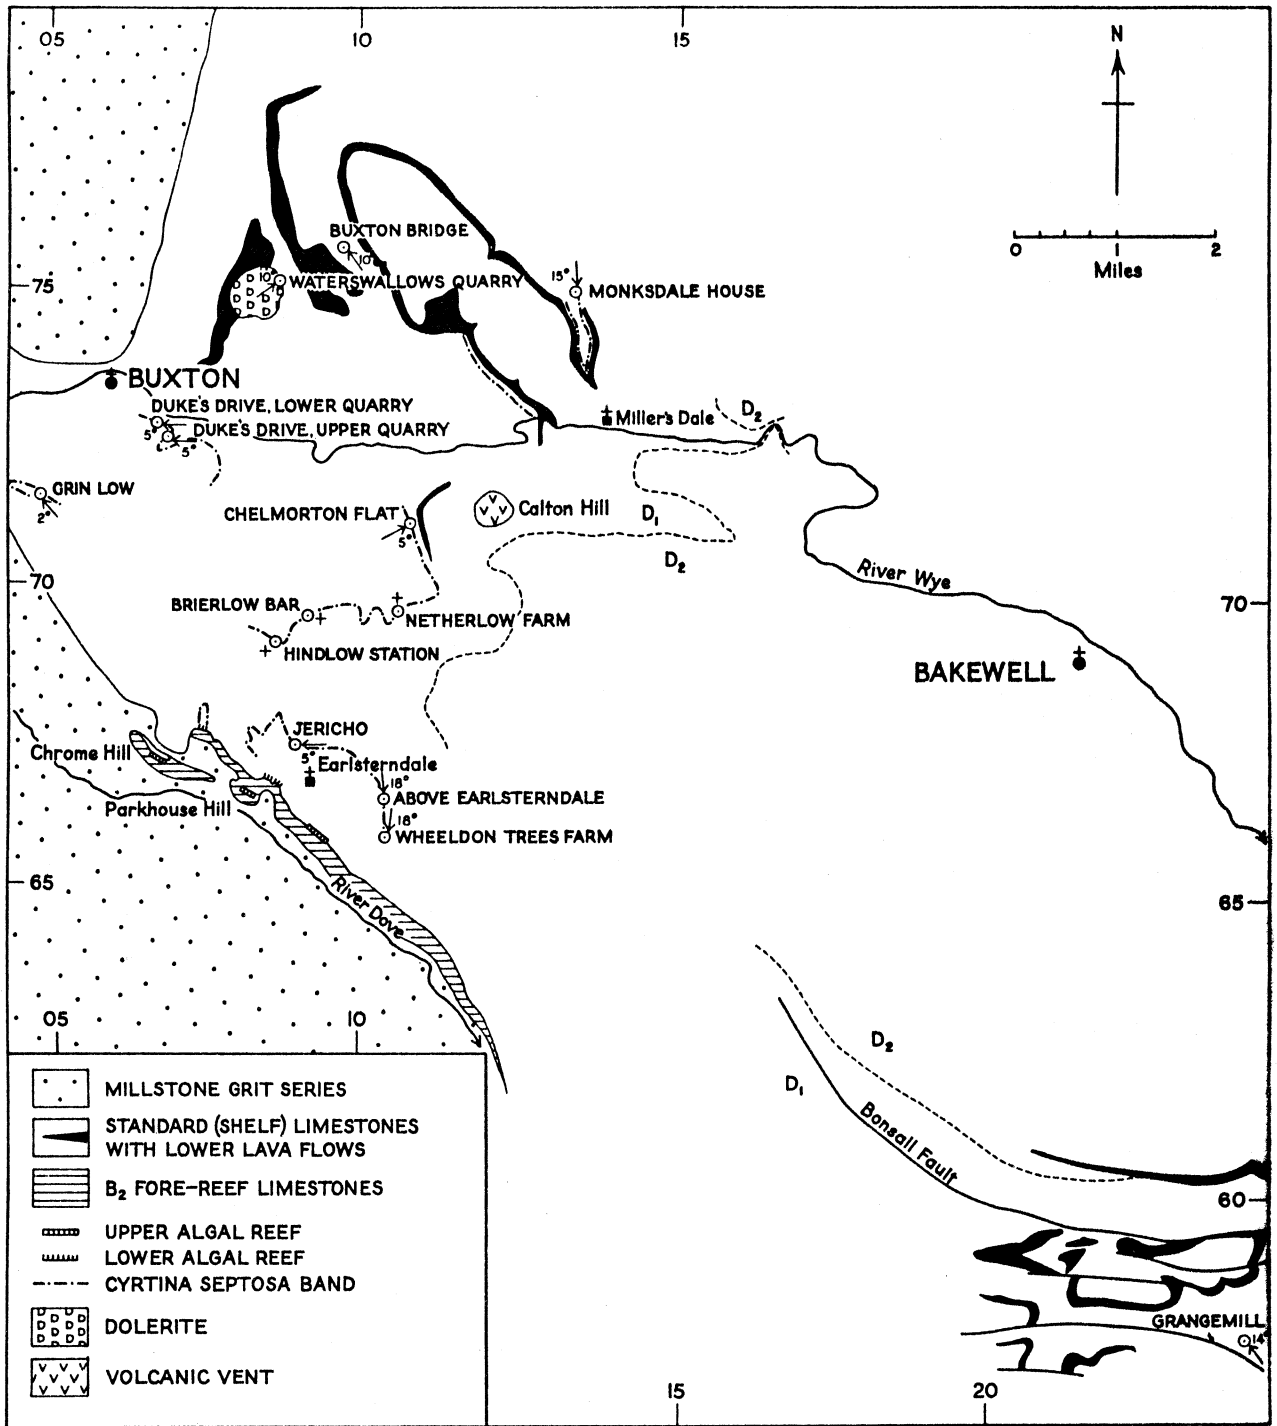 05
10
15
N
BUXTON BRIDGE
10°
10°
WATERSWALLOWS QUARRY
15°
MONKSDALE HOUSE
75
0 1 2
Miles
D D D D D D D D D
BUXTON
DUKE'S DRIVE, LOWER QUARRY
5°
DUKE'S DRIVE, UPPER QUARRY
5°
Miller's Dale
D₂
GRIN LOW
2°
CHELMORTON FLAT
5°
Calton Hill
D₁
D₂
River Wye
70
70
BRIERLOW BAR
NETHERLOW FARM
HINDLOW STATION
BAKEWELL
JERICHO
5°
Earlsterndale
Chrome Hill
18°
ABOVE EARLSTERNDALE
Parkhouse Hill
18°
WHEELDON TREES FARM
65
65
River Dove
05
10
D₂
D₁
Bonsall Fault
60
GRANGEMILL
14°
15
20
MILLSTONE GRIT SERIES
STANDARD (SHELF) LIMESTONES
WITH LOWER LAVA FLOWS
B₂ FORE-REEF LIMESTONES
UPPER ALGAL REEF
LOWER ALGAL REEF
CYRTINA SEPTOSA BAND
DOLERITE
VOLCANIC VENT